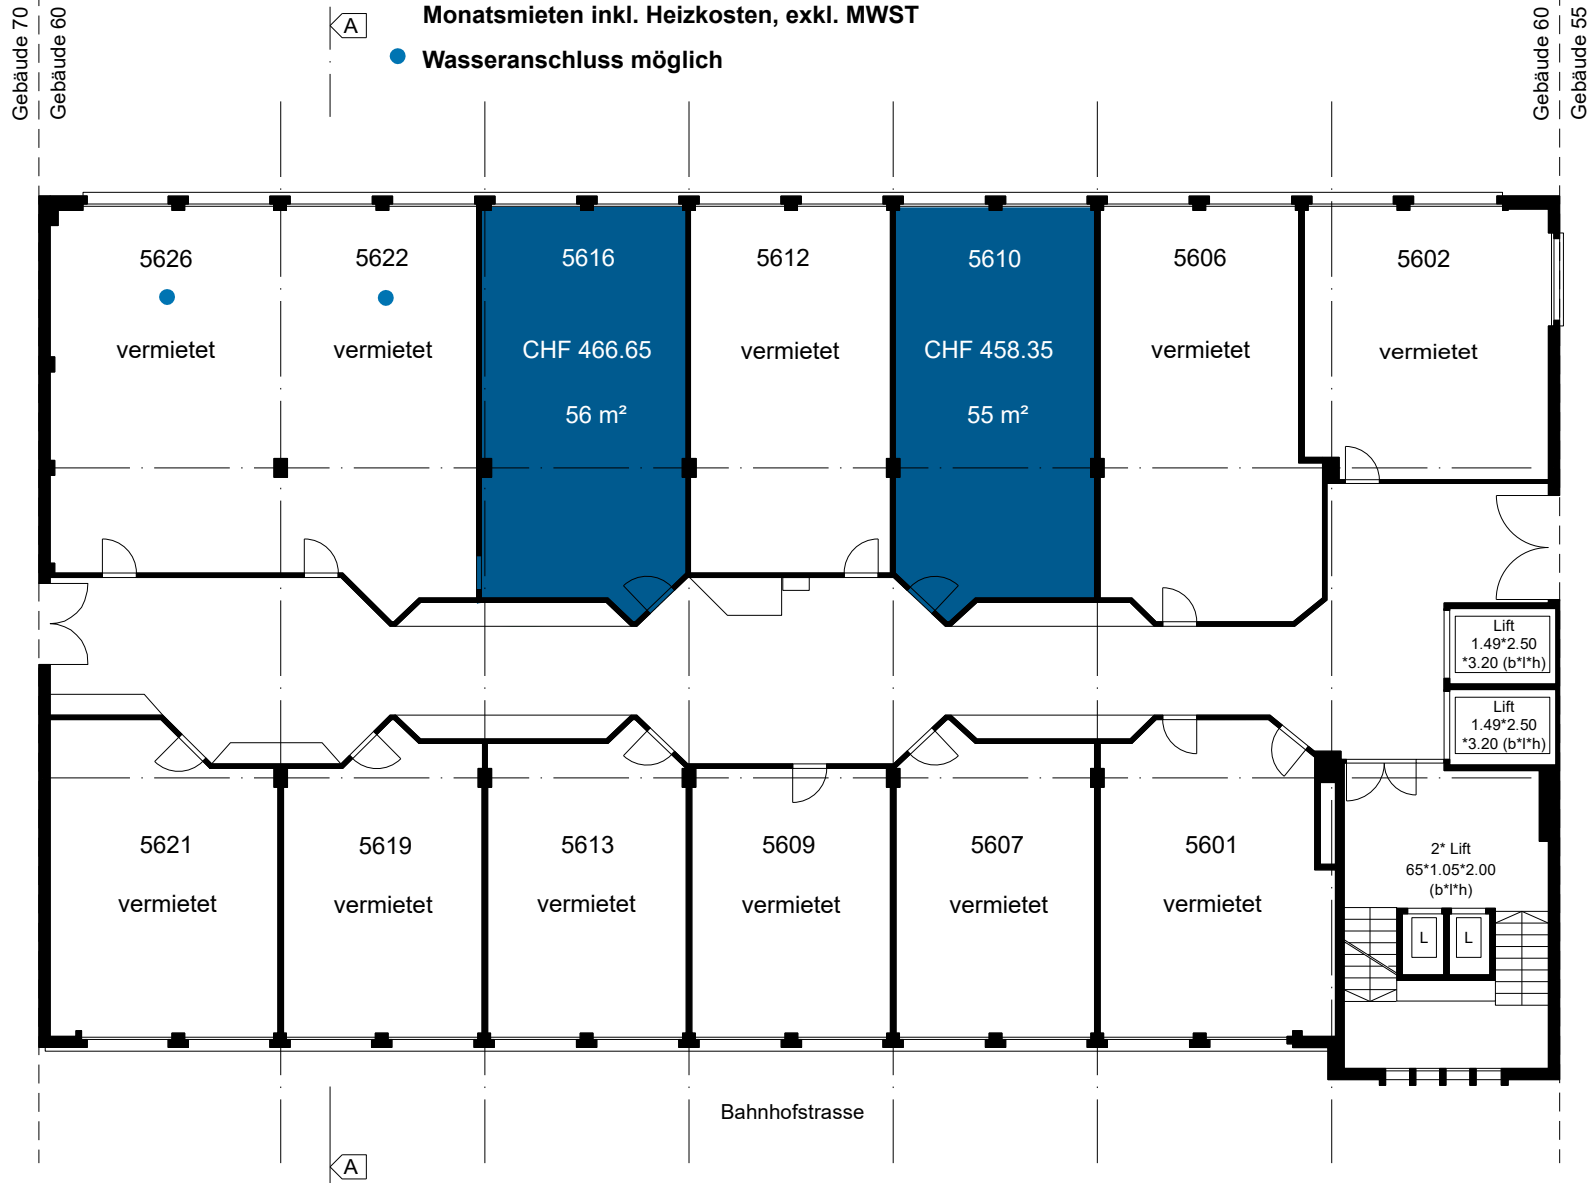 Gebäude 70
Gebäude 60
A
Monatsmieten inkl. Heizkosten, exkl. MWST
Wasseranschluss möglich
Gebäude 60
Gebäude 55
5626
vermietet
5622
vermietet
5616
CHF 466.65
56 m²
5612
vermietet
5610
CHF 458.35
55 m²
5606
vermietet
5602
vermietet
Lift
1.49*2.50
*3.20 (b*l*h)
Lift
1.49*2.50
*3.20 (b*l*h)
5621
vermietet
5619
vermietet
5613
vermietet
5609
vermietet
5607
vermietet
5601
vermietet
2* Lift
65*1.05*2.00
(b*l*h)
L
L
Bahnhofstrasse
A